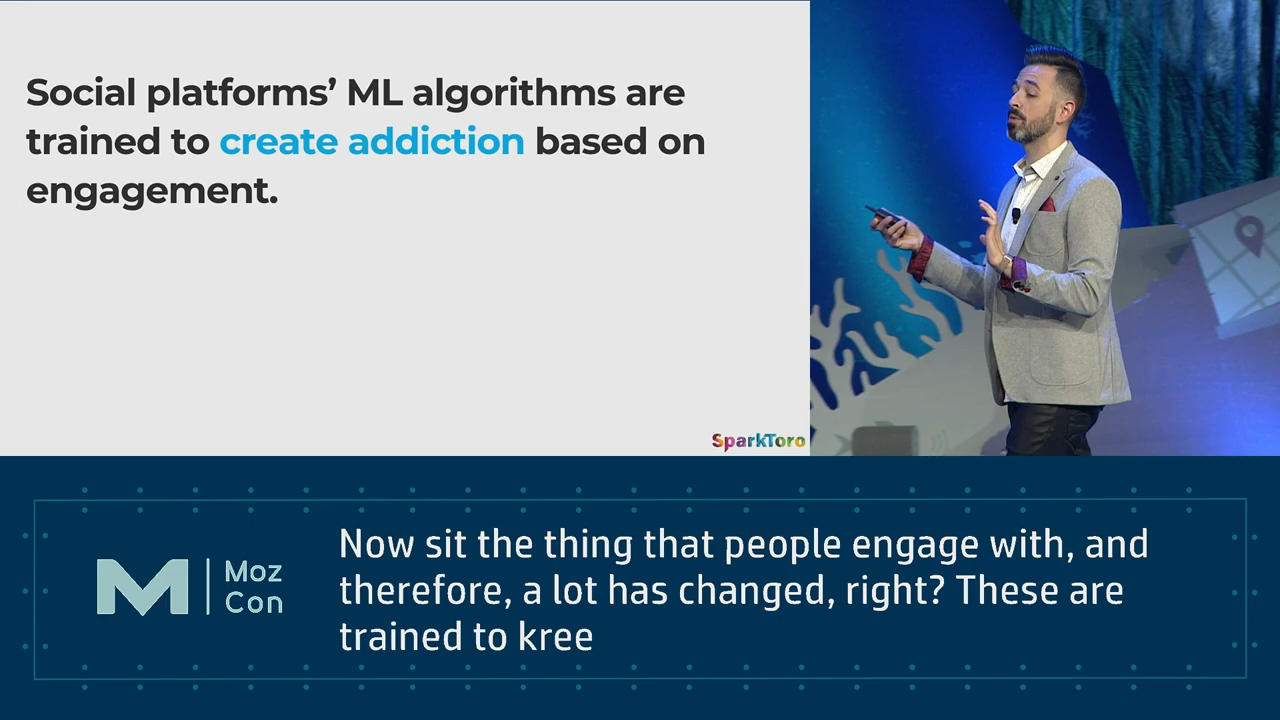 Social platforms’ ML algorithms are
trained to create addiction based on
engagement.
SparkToro
Moz
Con
Now sit the thing that people engage with, and
therefore, a lot has changed, right? These are
trained to kree